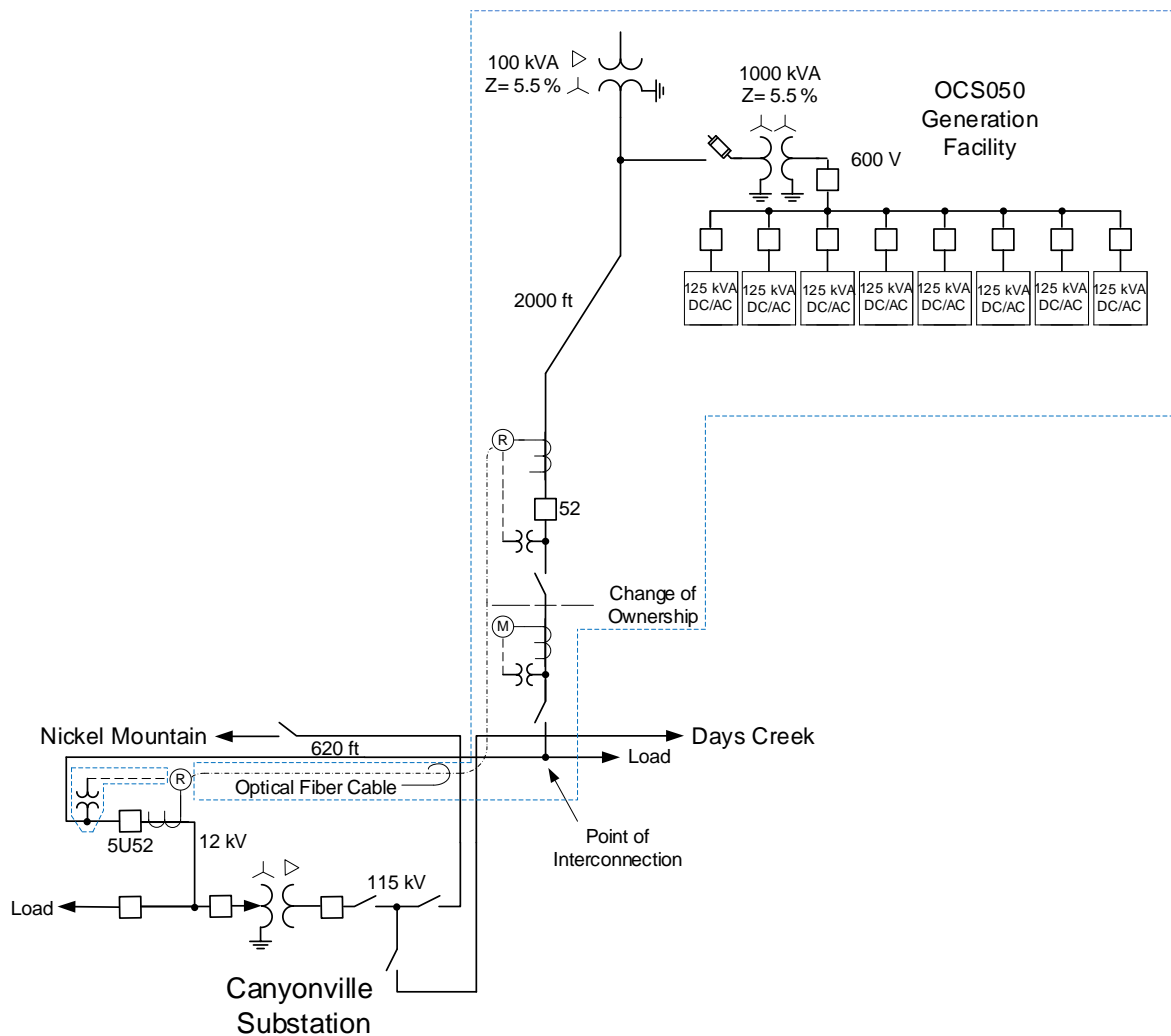 100 kVA
Z= 5.5 %
1000 kVA
Z= 5.5 %
OCS050
Generation
Facility
600 V
125 kVA
DC/AC
125 kVA
DC/AC
125 kVA
DC/AC
125 kVA
DC/AC
125 kVA
DC/AC
125 kVA
DC/AC
125 kVA
DC/AC
125 kVA
DC/AC
2000 ft
R
52
Change of
Ownership
M
Nickel Mountain
Days Creek
620 ft
Load
R
Optical Fiber Cable
5U52
12 kV
Point of
Interconnection
115 kV
Load
Canyonville
Substation